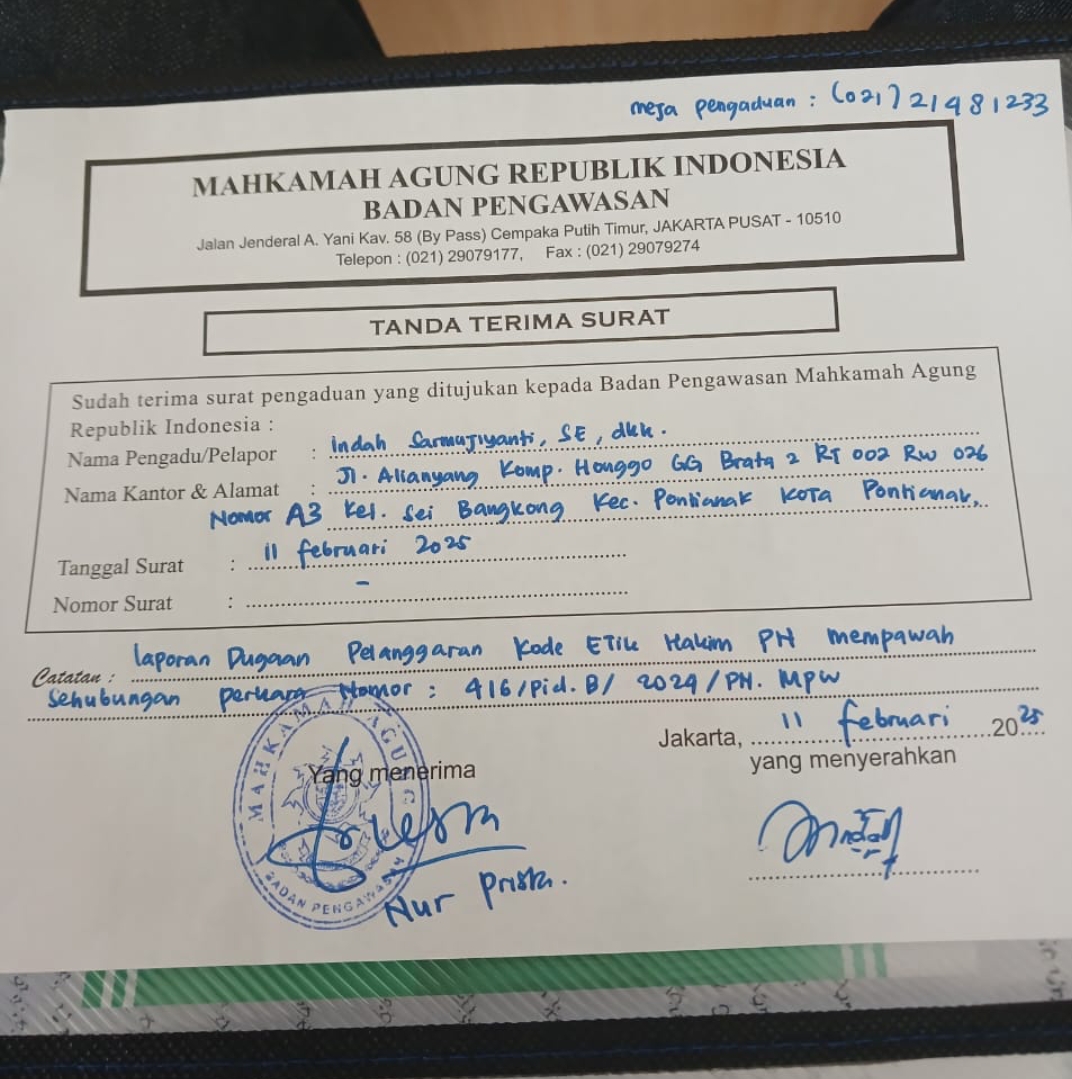 meja pengaduan : (021) 21481233
MAHKAMAH AGUNG REPUBLIK INDONESIA
BADAN PENGAWASAN
Jalan Jenderal A. Yani Kav. 58 (By Pass) Cempaka Putih Timur, JAKARTA PUSAT - 10510
Telepon : (021) 29079177, Fax : (021) 29079274
TANDA TERIMA SURAT
Sudah terima surat pengaduan yang ditujukan kepada Badan Pengawasan Mahkamah Agung
Republik Indonesia :
Nama Pengadu/Pelapor : Indah Sarmujiyanti, SE, dkk.
Nama Kantor & Alamat : Jl. Alianyang Komp. Honggo GG Brata 2 RT 002 RW 026
Nomor A3 Kel. Sei Bangkong Kec. Pontianak Kota Pontianak,
Tanggal Surat : 11 februari 2025
Nomor Surat : -
Catatan : laporan Dugaan Pelanggaran Kode Etik Hakim PN mempawah
Sehubungan perkara Nomor : 416/Pid.B/ 2024/PN. MPW
Jakarta, 11 februari 2025
Yang menerima
yang menyerahkan
MAHKAMAH AGUNG
BADAN PENGAWASAN
Nur